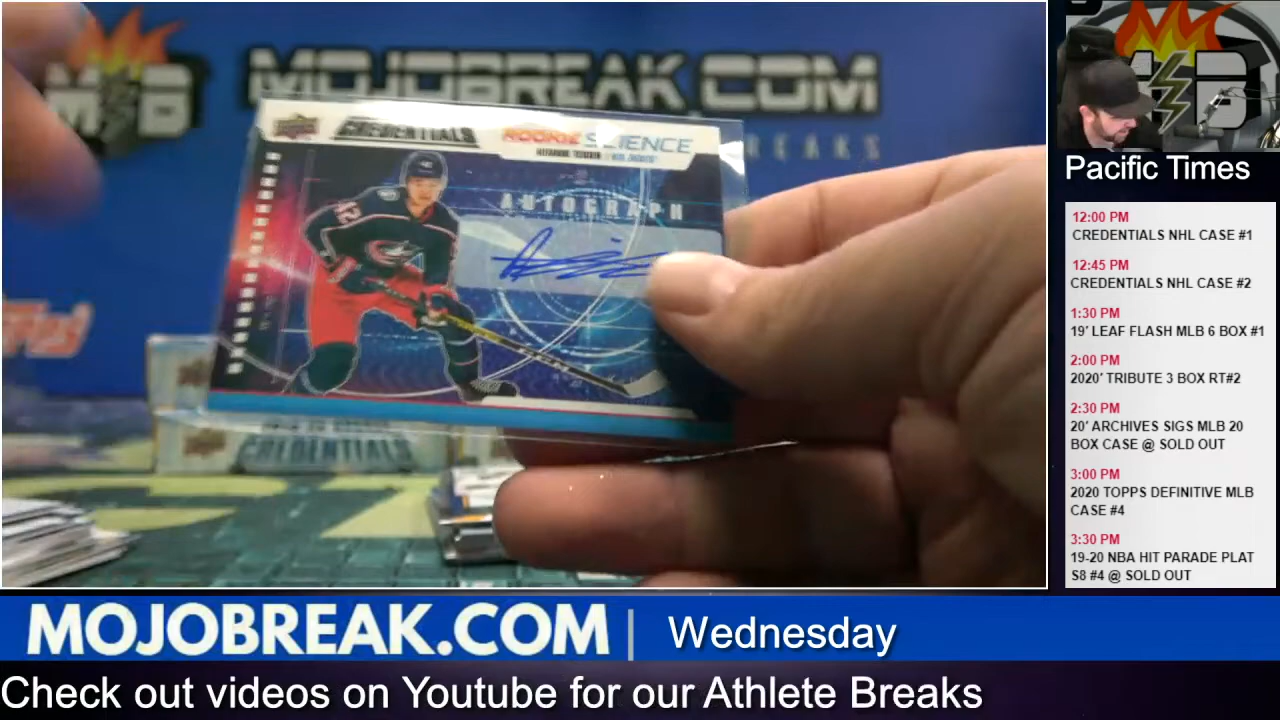 MOJOBREAK.COM
BREAKS
CREDENTIALS
ROOKIE SCIENCE
AUTOGRAPH
42
Topps
CREDENTIALS
Pacific Times
12:00 PM
CREDENTIALS NHL CASE #1
12:45 PM
CREDENTIALS NHL CASE #2
1:30 PM
19' LEAF FLASH MLB 6 BOX #1
2:00 PM
2020' TRIBUTE 3 BOX RT#2
2:30 PM
20' ARCHIVES SIGS MLB 20
BOX CASE @ SOLD OUT
3:00 PM
2020 TOPPS DEFINITIVE MLB
CASE #4
3:30 PM
19-20 NBA HIT PARADE PLAT
S8 #4 @ SOLD OUT
MOJOBREAK.COM | Wednesday
Check out videos on Youtube for our Athlete Breaks